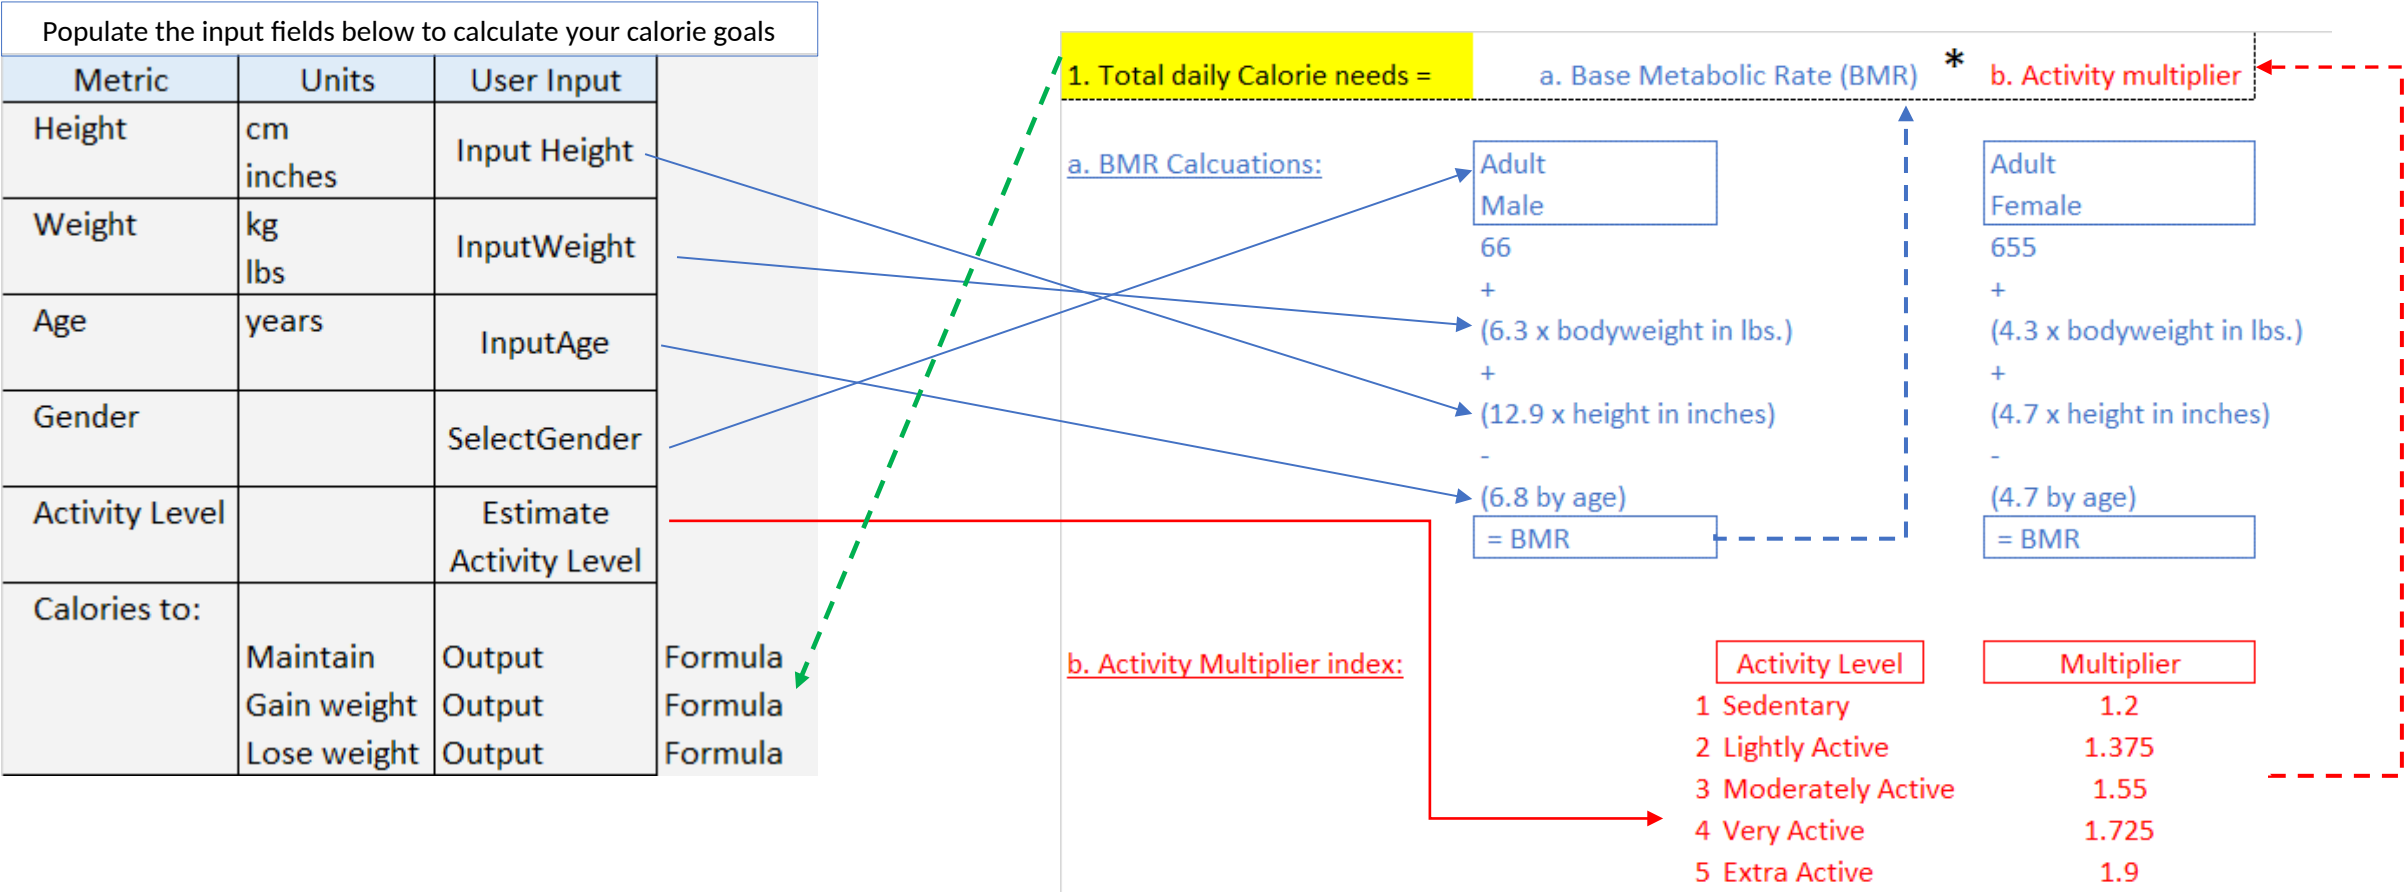 Populate the input fields below to calculate your calorie goals
Metric Units User Input
Height cm Input Height
inches
Weight kg InputWeight
lbs
Age years InputAge
Gender SelectGender
Activity Level Estimate
Activity Level
Calories to:
Maintain Output Formula
Gain weight Output Formula
Lose weight Output Formula
1. Total daily Calorie needs = a. Base Metabolic Rate (BMR) * b. Activity multiplier
a. BMR Calcuations:
Adult
Male
66
+
(6.3 x bodyweight in lbs.)
+
(12.9 x height in inches)
-
(6.8 by age)
= BMR
Adult
Female
655
+
(4.3 x bodyweight in lbs.)
+
(4.7 x height in inches)
-
(4.7 by age)
= BMR
b. Activity Multiplier index:
Activity Level Multiplier
1 Sedentary 1.2
2 Lightly Active 1.375
3 Moderately Active 1.55
4 Very Active 1.725
5 Extra Active 1.9